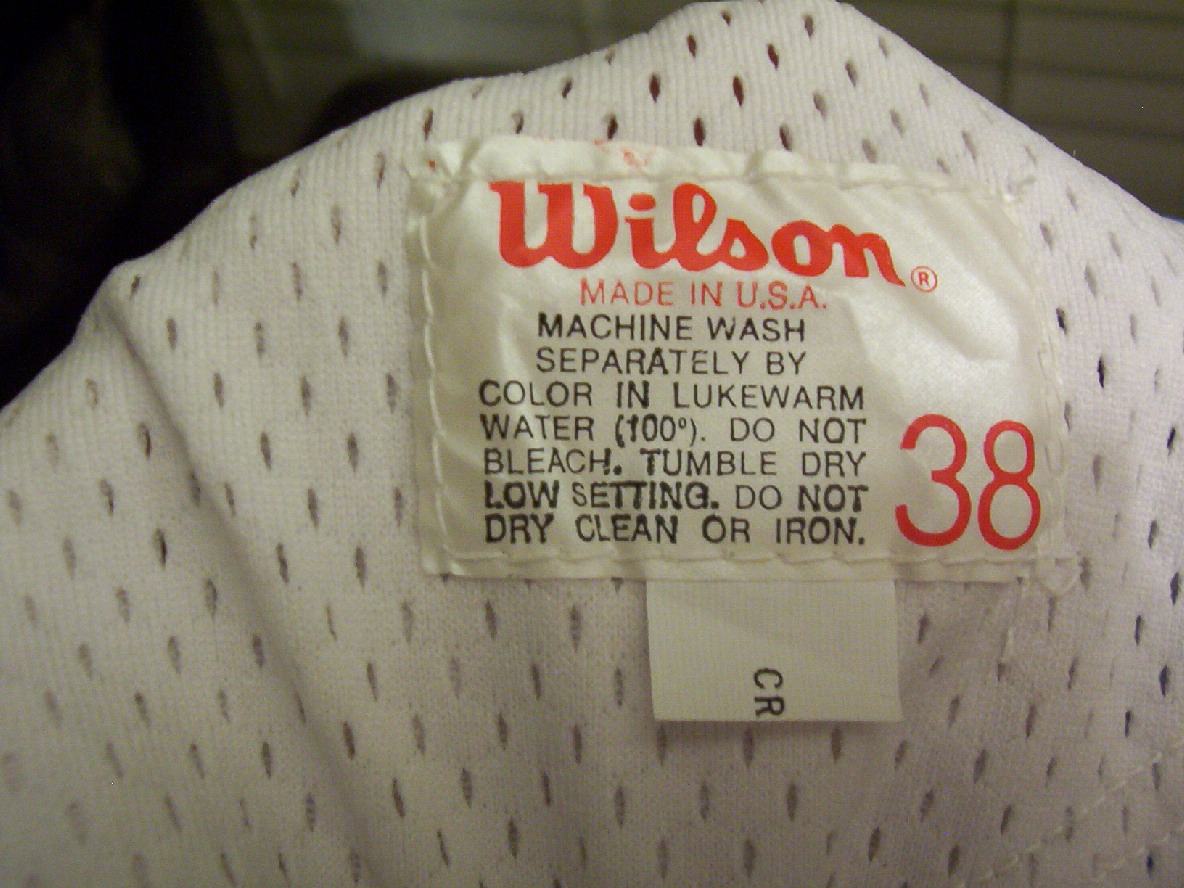 Wilson®
MADE IN U.S.A.
MACHINE WASH
SEPARATELY BY
COLOR IN LUKEWARM
WATER (100°). DO NOT
BLEACH. TUMBLE DRY
LOW SETTING. DO NOT
DRY CLEAN OR IRON.
38
CR